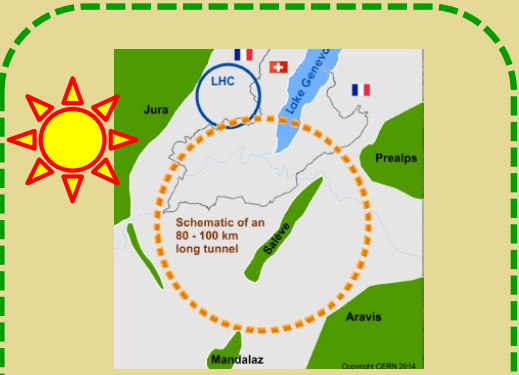 LHC
Lake Geneva
Jura
Prealps
Schematic of an
80 - 100 km
long tunnel
Salève
Aravis
Mandalaz
Copyright CERN 2014